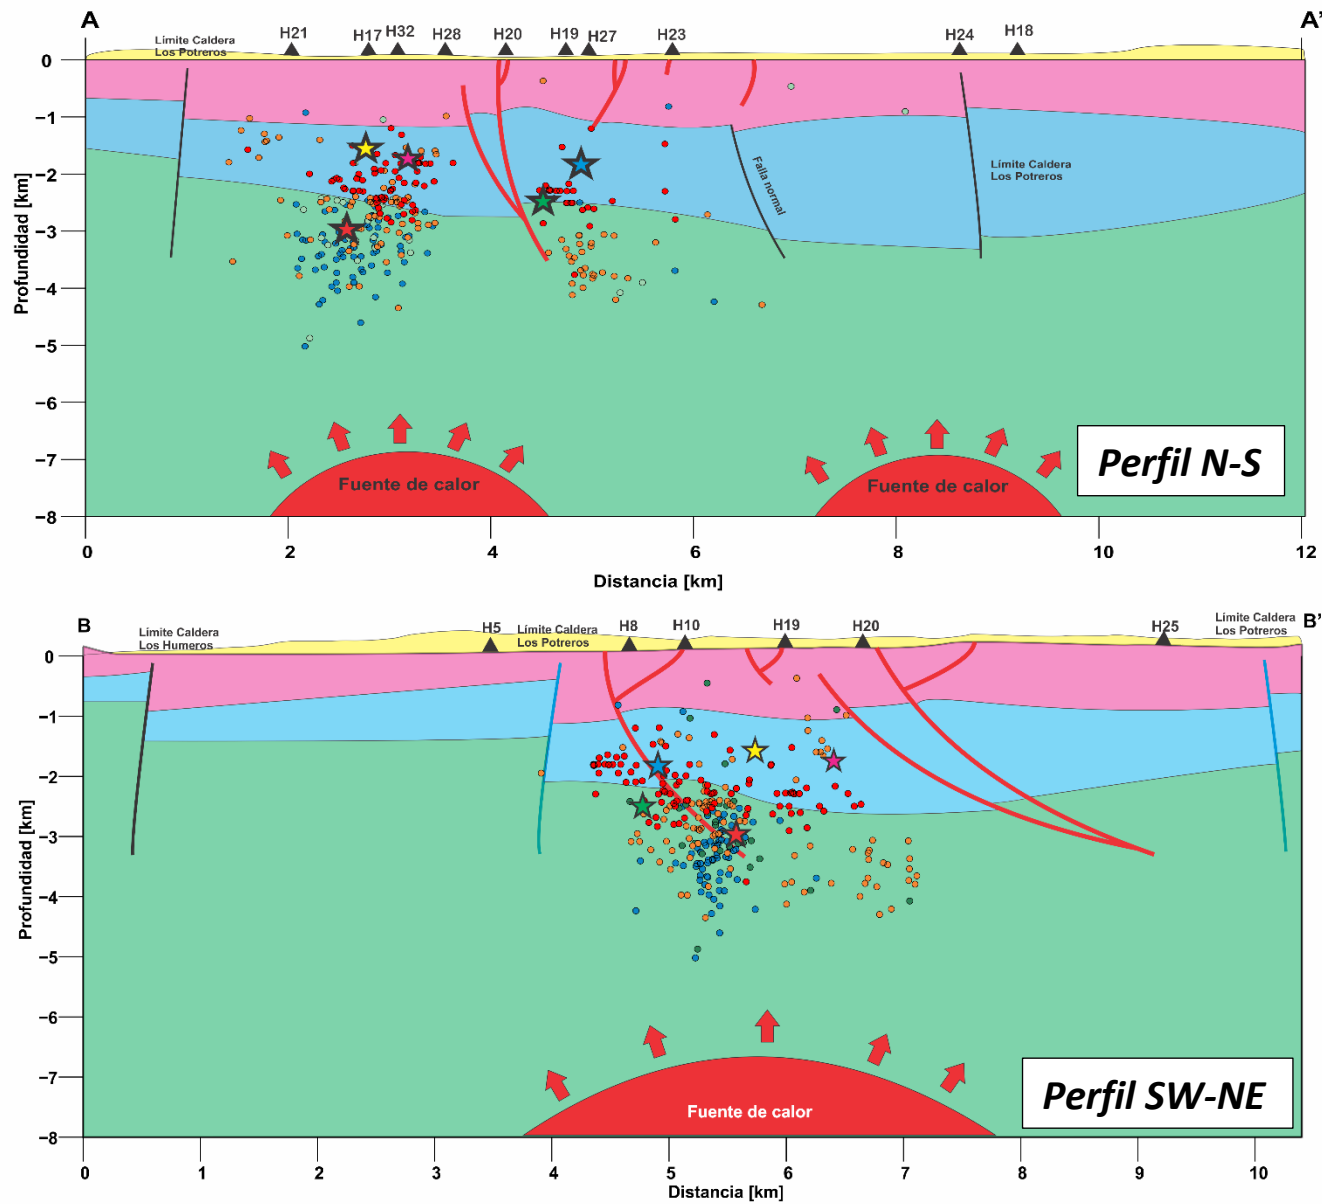 A
A'
Límite Caldera
Los Potreros
H21
H17
H32
H28
H20
H19
H27
H23
H24
H18
0
−1
−2
−3
−4
−5
−6
−7
−8
Profundidad [km]
Falla normal
Límite Caldera
Los Potreros
Fuente de calor
Fuente de calor
Perfil N-S
0
2
4
6
8
10
12
Distancia [km]
B
B'
Límite Caldera
Los Humeros
H5
Límite Caldera
Los Potreros
H8
H10
H19
H20
H25
Límite Caldera
Los Potreros
0
−1
−2
−3
−4
−5
−6
−7
−8
Profundidad [km]
Fuente de calor
Perfil SW-NE
0
1
2
3
4
5
6
7
8
9
10
Distancia [km]